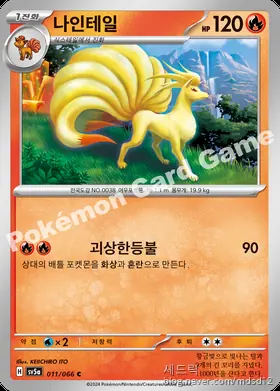 1진화
나인테일
HP 120
식스테일에서 진화
Pokémon Card Game
전국도감 NO.0038 여우포켓몬 키 1.1 m 몸무게 19.9 kg
괴상한등불 90
상대의 배틀 포켓몬을 화상과 혼란으로 만든다.
약점 ×2 저항력 후퇴
Illus. KEIICHIRO ITO
H sv5a 011/066 C
©2024 Pokémon/Nintendo/Creatures
세드릭